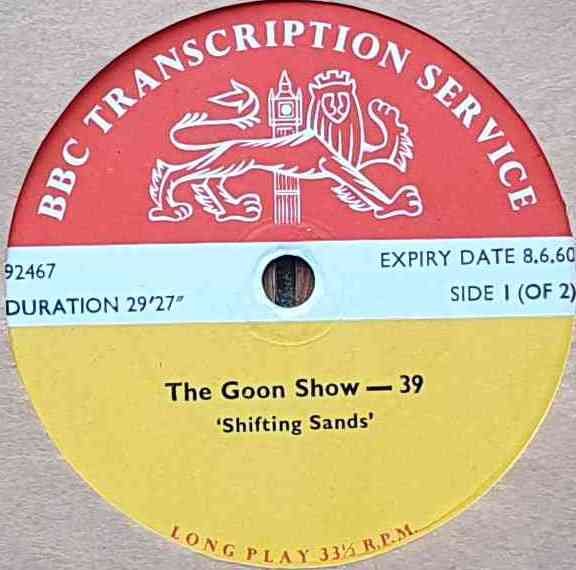 BBC TRANSCRIPTION SERVICE
92467
EXPIRY DATE 8.6.60
DURATION 29'27"
SIDE 1 (OF 2)
The Goon Show — 39
'Shifting Sands'
LONG PLAY 33⅓ R.P.M.